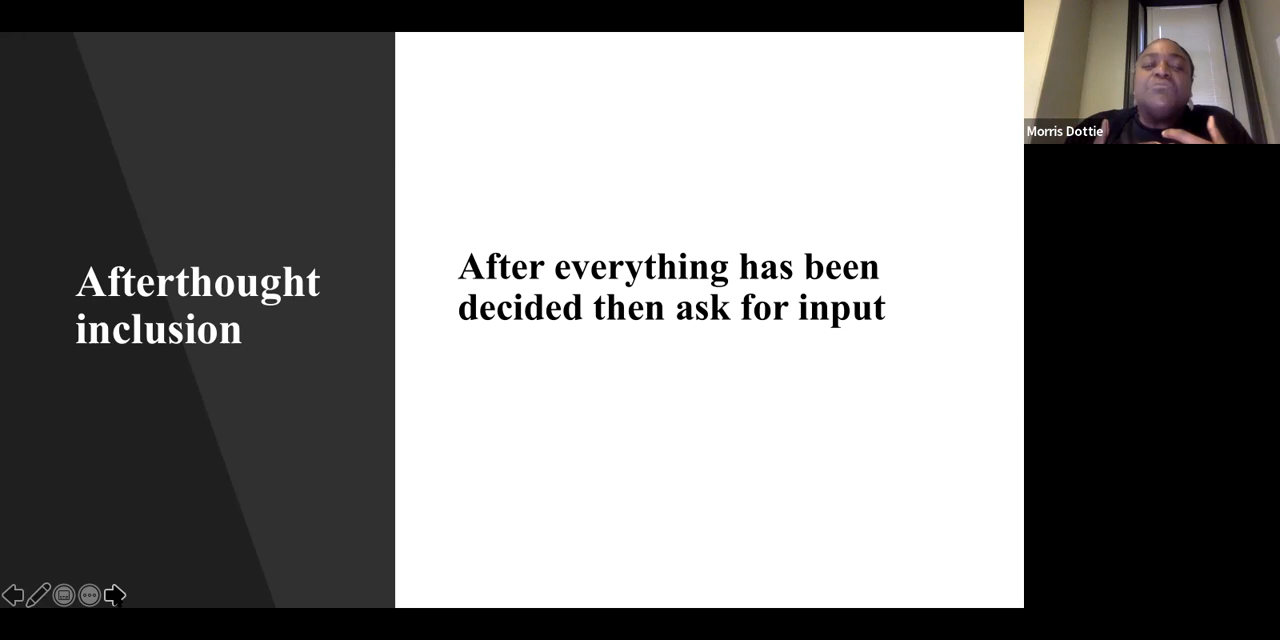 Afterthought
inclusion
After everything has been
decided then ask for input
Morris Dottie